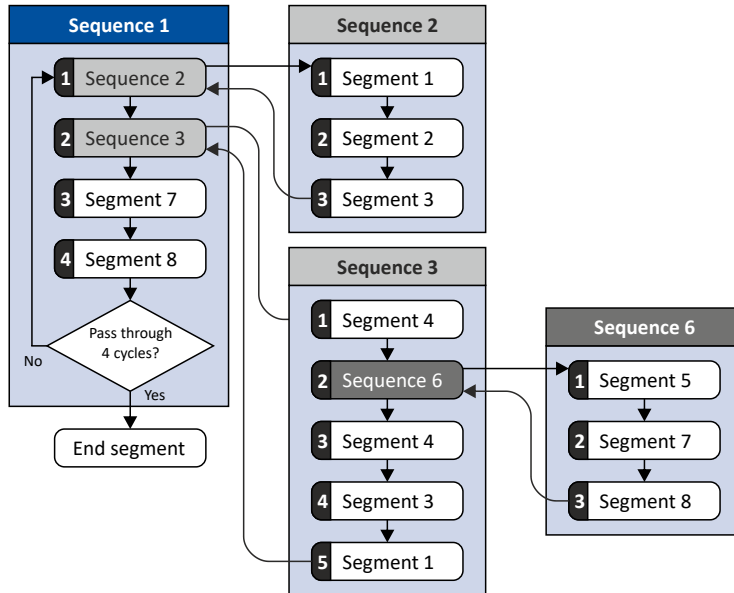 Sequence 1
1 Sequence 2
2 Sequence 3
3 Segment 7
4 Segment 8
Pass through
4 cycles?
No
Yes
End segment
Sequence 2
1 Segment 1
2 Segment 2
3 Segment 3
Sequence 3
1 Segment 4
2 Sequence 6
3 Segment 4
4 Segment 3
5 Segment 1
Sequence 6
1 Segment 5
2 Segment 7
3 Segment 8